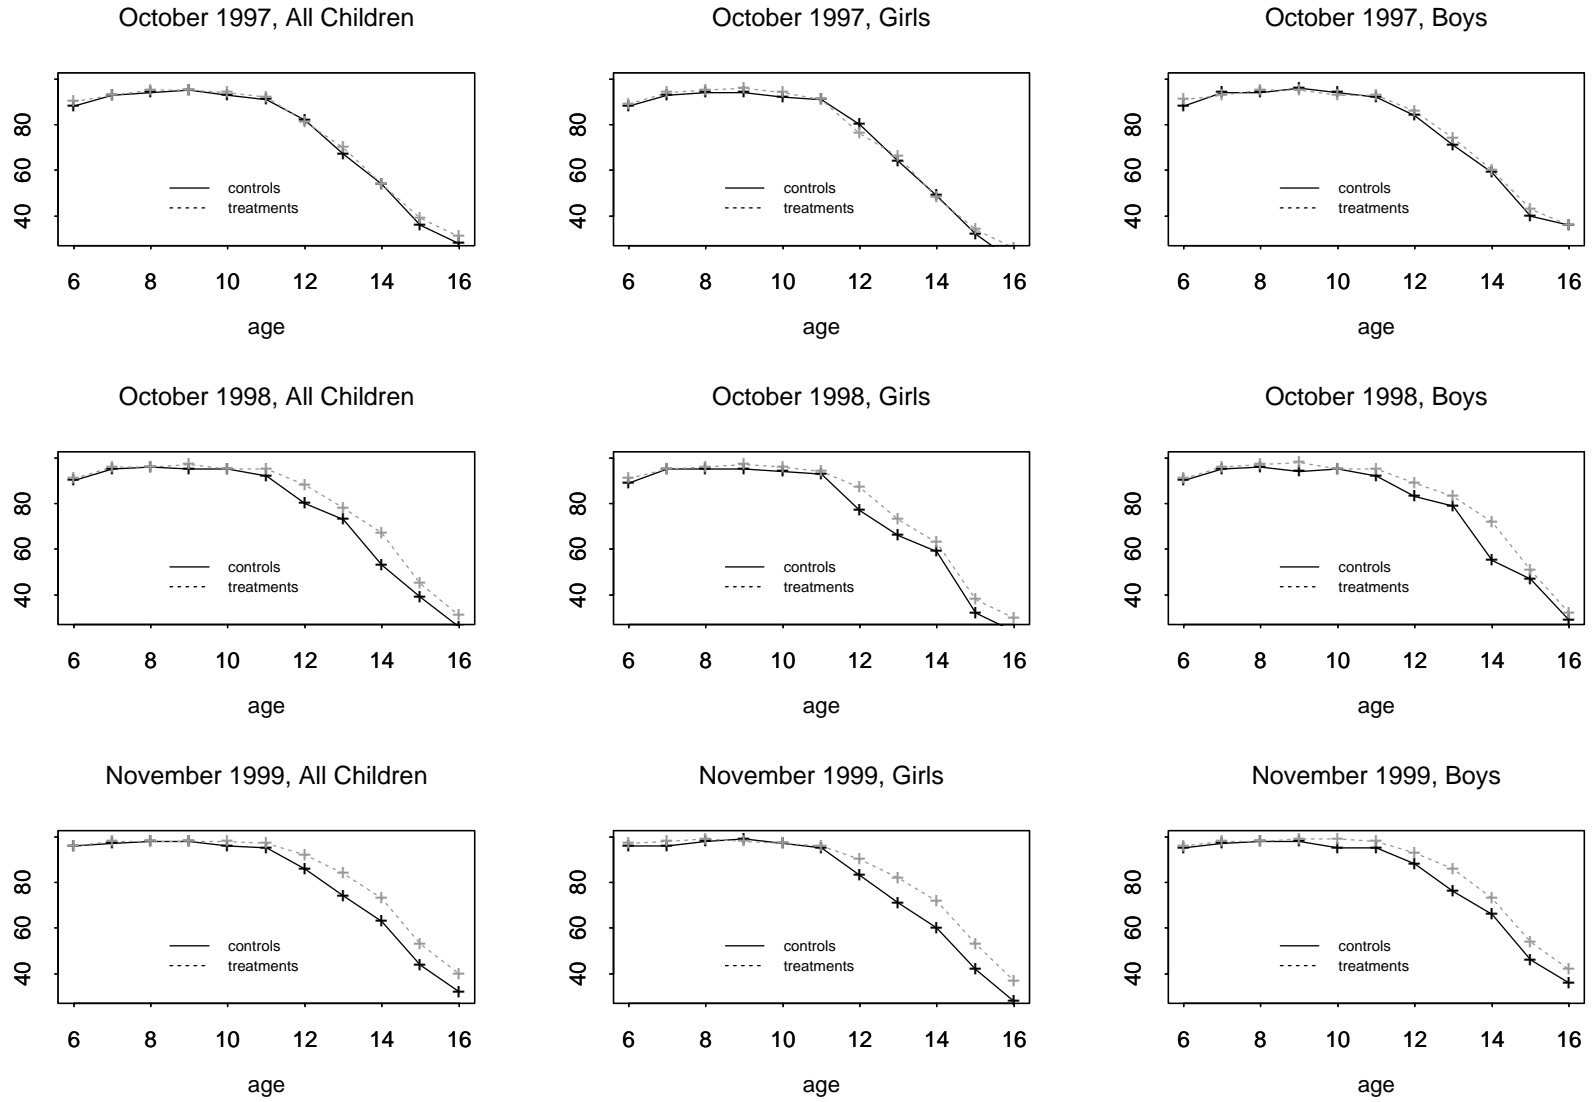 October 1997, All Children
80
60
40
controls
treatments
6 8 10 12 14 16
age
October 1997, Girls
80
60
40
controls
treatments
6 8 10 12 14 16
age
October 1997, Boys
80
60
40
controls
treatments
6 8 10 12 14 16
age
October 1998, All Children
80
60
40
controls
treatments
6 8 10 12 14 16
age
October 1998, Girls
80
60
40
controls
treatments
6 8 10 12 14 16
age
October 1998, Boys
80
60
40
controls
treatments
6 8 10 12 14 16
age
November 1999, All Children
80
60
40
controls
treatments
6 8 10 12 14 16
age
November 1999, Girls
80
60
40
controls
treatments
6 8 10 12 14 16
age
November 1999, Boys
80
60
40
controls
treatments
6 8 10 12 14 16
age